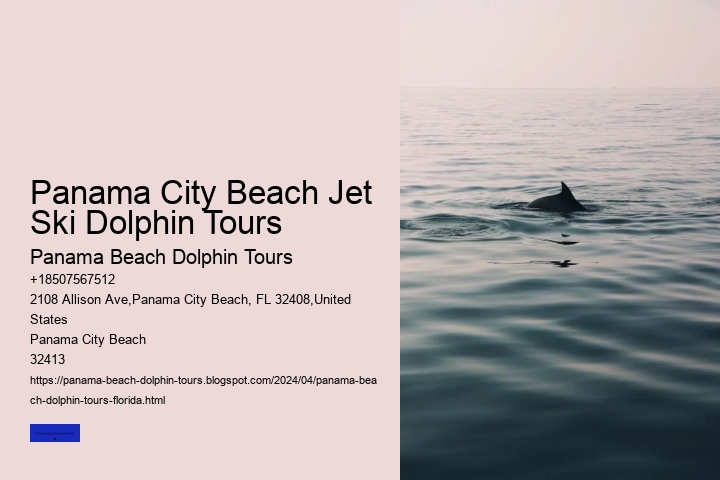 Panama City Beach Jet
Ski Dolphin Tours
Panama Beach Dolphin Tours
+18507567512
2108 Allison Ave,Panama City Beach, FL 32408,United
States
Panama City Beach
32413
https://panama-beach-dolphin-tours.blogspot.com/2024/04/panama-bea
ch-dolphin-tours-florida.html